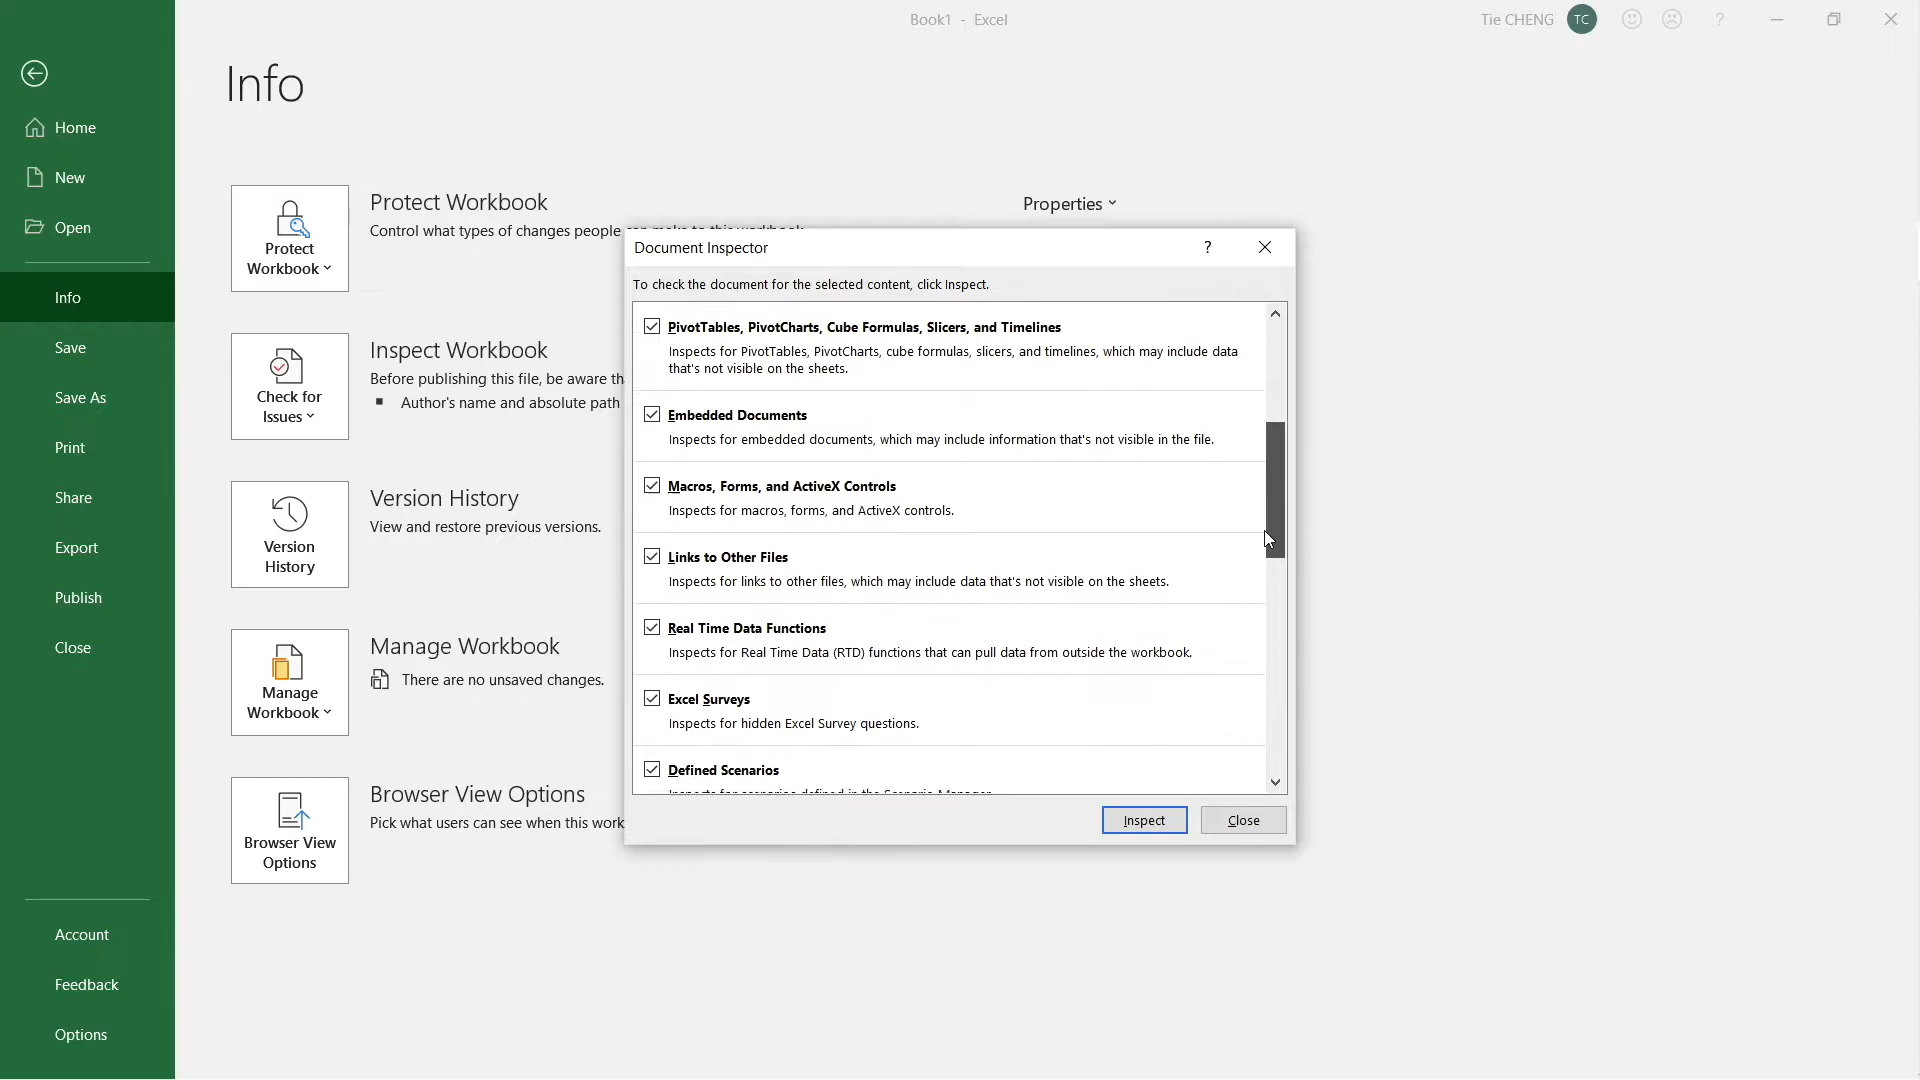 Book1 - Excel
Tie CHENG
TC
?
Info
Home
New
Open
Info
Save
Save As
Print
Share
Export
Publish
Close
Account
Feedback
Options
Protect
Workbook
Protect Workbook
Control what types of changes people
Properties
Check for
Issues
Inspect Workbook
Before publishing this file, be aware
Author's name and absolute path
Version
History
Version History
View and restore previous versions.
Manage
Workbook
Manage Workbook
There are no unsaved changes.
Browser View
Options
Browser View Options
Pick what users can see when this
Document Inspector
?
To check the document for the selected content, click Inspect.
PivotTables, PivotCharts, Cube Formulas, Slicers, and Timelines
Inspects for PivotTables, PivotCharts, cube formulas, slicers, and timelines, which may include data
that's not visible on the sheets.
Embedded Documents
Inspects for embedded documents, which may include information that's not visible in the file.
Macros, Forms, and ActiveX Controls
Inspects for macros, forms, and ActiveX controls.
Links to Other Files
Inspects for links to other files, which may include data that's not visible on the sheets.
Real Time Data Functions
Inspects for Real Time Data (RTD) functions that can pull data from outside the workbook.
Excel Surveys
Inspects for hidden Excel Survey questions.
Defined Scenarios
Inspect
Close